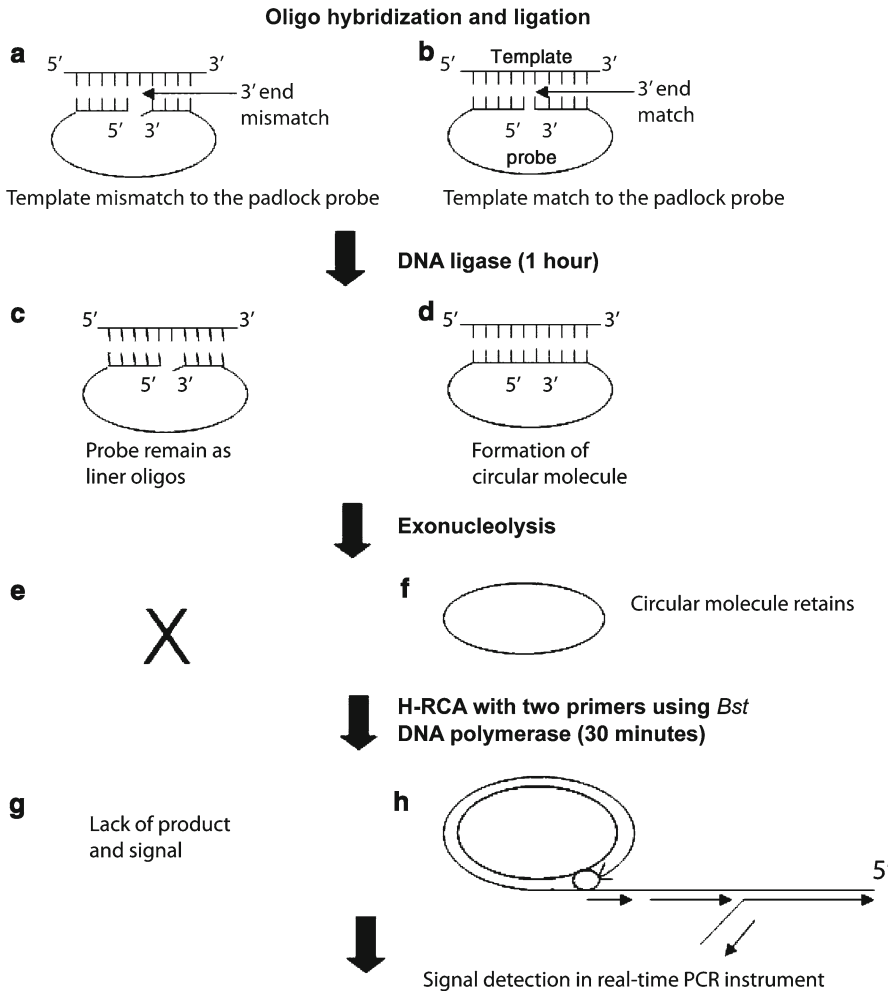 Oligo hybridization and ligation
a
5′ 3′
3′ end
mismatch
5′ 3′
Template mismatch to the padlock probe
b
Template
5′ 3′
3′ end
match
5′ 3′
probe
Template match to the padlock probe
DNA ligase (1 hour)
c
5′ 3′
5′ 3′
Probe remain as
liner oligos
d
5′ 3′
5′ 3′
Formation of
circular molecule
Exonucleolysis
e
X
f
Circular molecule retains
H-RCA with two primers using Bst
DNA polymerase (30 minutes)
g
Lack of product
and signal
h
5′
Signal detection in real-time PCR instrument